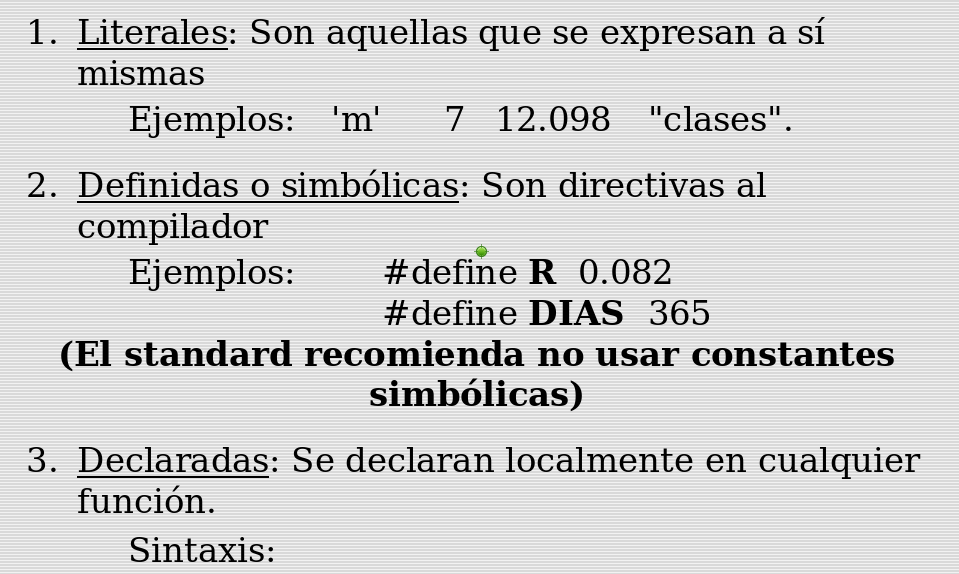 1. Literales: Son aquellas que se expresan a sí
mismas
Ejemplos: 'm' 7 12.098 "clases".
2. Definidas o simbólicas: Son directivas al
compilador
Ejemplos: #define R 0.082
#define DIAS 365
(El standard recomienda no usar constantes
simbólicas)
3. Declaradas: Se declaran localmente en cualquier
función.
Sintaxis: